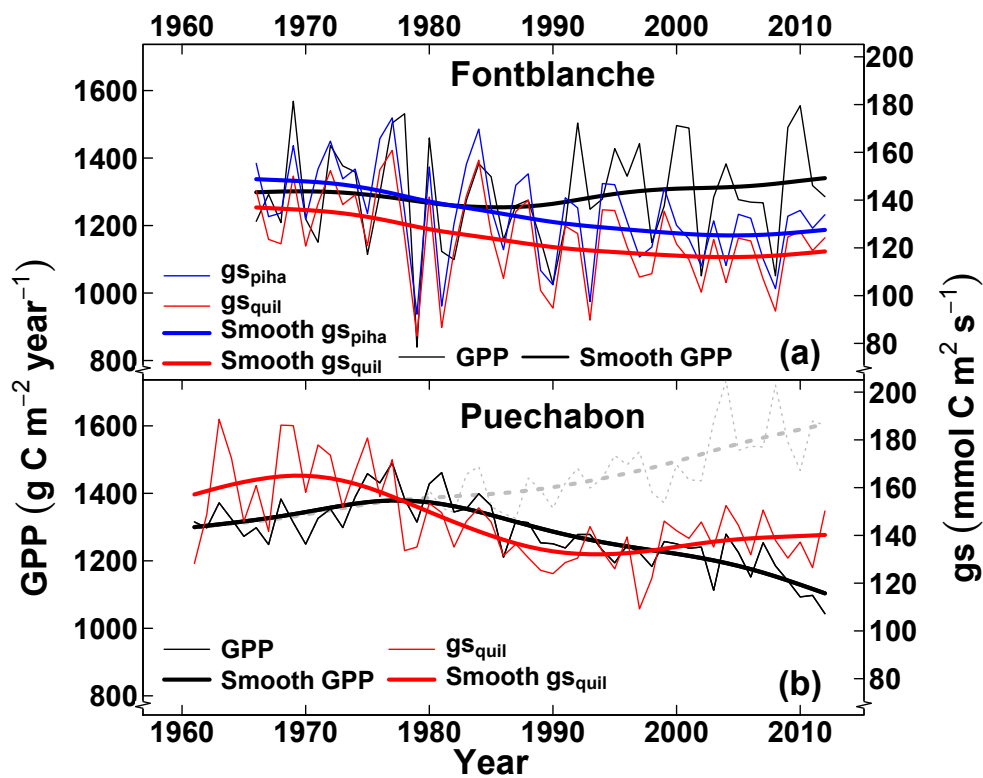 1960 1970 1980 1990 2000 2010
Fontblanche
1600
1400
1200
1000
800
200
180
160
140
120
100
80
gspiha
gsquil
Smooth gspiha
Smooth gsquil
GPP Smooth GPP
(a)
Puechabon
1600
1400
1200
1000
800
200
180
160
140
120
100
80
GPP
Smooth GPP
gsquil
Smooth gsquil
(b)
1960 1970 1980 1990 2000 2010
Year
GPP (g C m−2 year−1)
gs (mmol C m2 s−1)